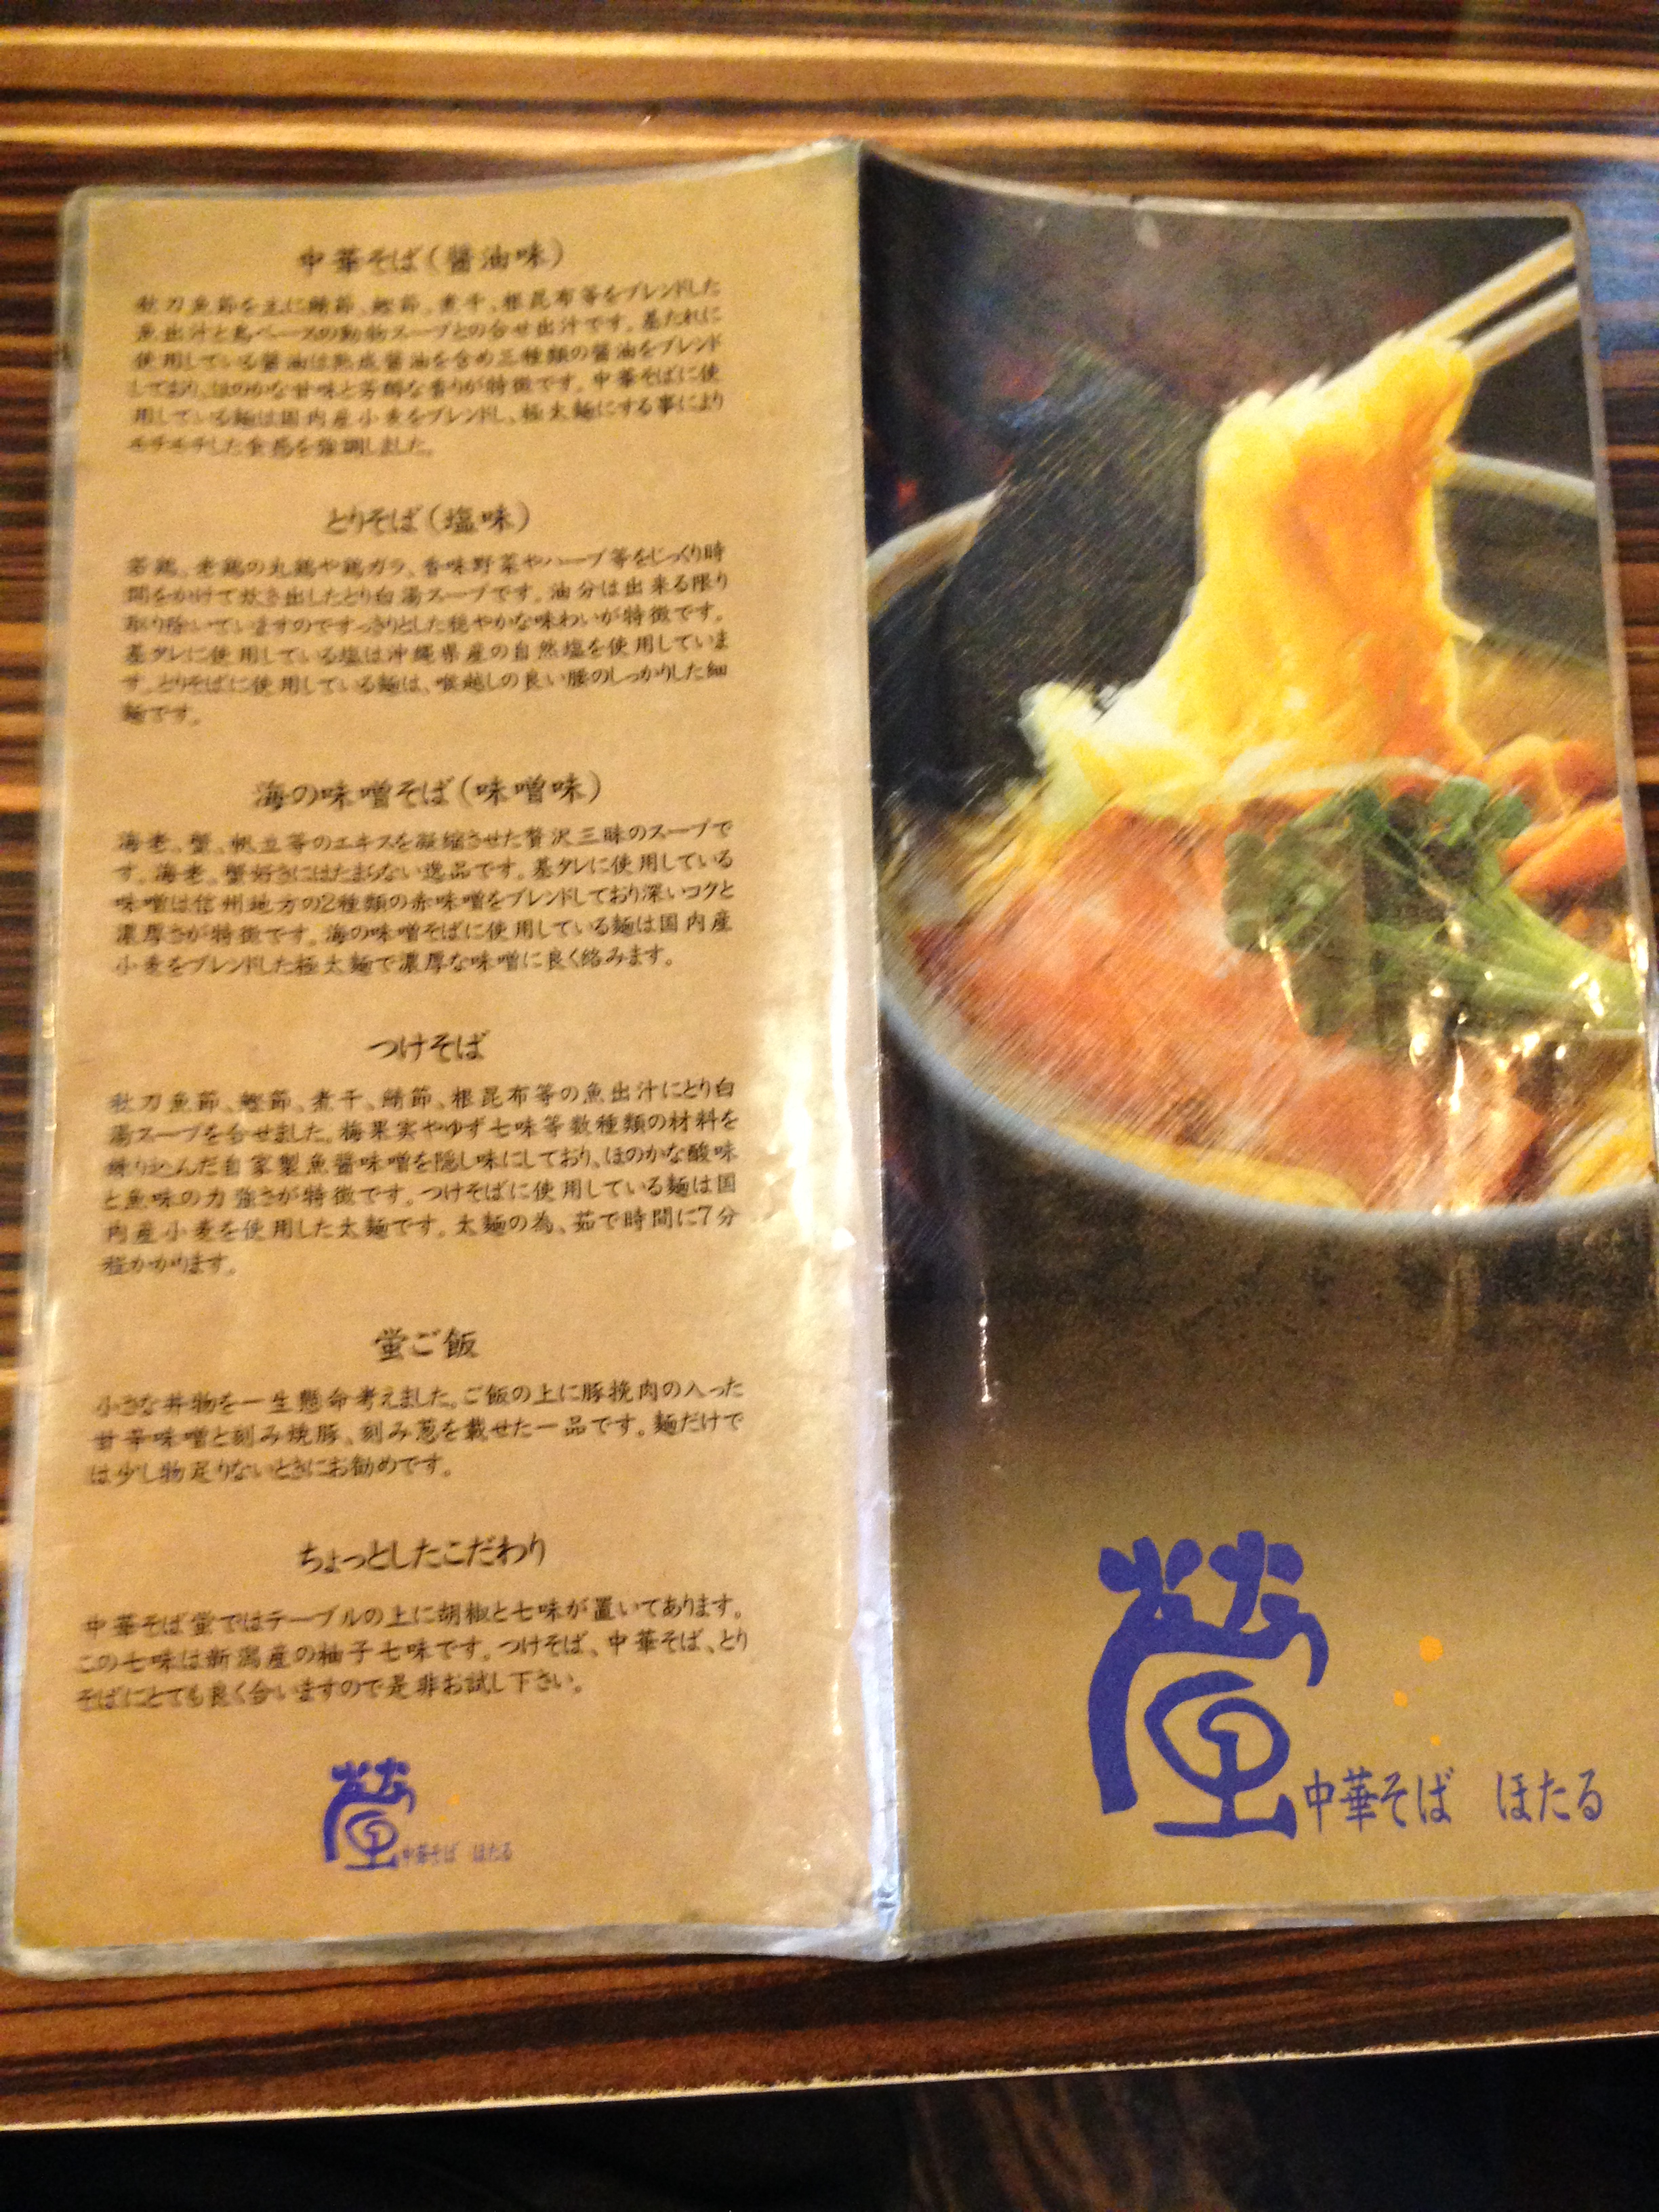 中華そば(醤油味)
秋刀魚節を主に鯖節、鰹節、煮干、根昆布等をブレンドした
魚出汁と鳥ベースの動物スープとの合せ出汁です。基たれに
使用している醤油は熟成醤油を含め三種類の醤油をブレンド
しており、ほのかな甘味と芳醇な香りが特徴です。中華そばに使
用している麺は国内産小麦をブレンドし、極太麺にする事により
モチモチした食感を強調しました。
とりそば(塩味)
若鶏、老鶏の丸鶏や鶏ガラ、香味野菜やハーブ等をじっくり時
間をかけて炊き出したとり白湯スープです。油分は出来る限り
取り除いていますのですっきりとした穏やかな味わいが特徴です。
基タレに使用している塩は沖縄県産の自然塩を使用していま
す。とりそばに使用している麺は、喉越しの良い腰のしっかりした細
麺です。
海の味噌そば(味噌味)
海老、蟹、帆立等のエキスを凝縮させた贅沢三昧のスープで
す。海老、蟹好きにはたまらない逸品です。基タレに使用している
味噌は信州地方の2種類の赤味噌をブレンドしており深いコクと
濃厚さが特徴です。海の味噌そばに使用している麺は国内産
小麦をブレンドした極太麺で濃厚な味噌に良く絡みます。
つけそば
秋刀魚節、鰹節、煮干、鯖節、根昆布等の魚出汁にとり白
湯スープを合せました。梅果実やゆず七味等数種類の材料を
練り込んだ自家製魚醤味噌を隠し味にしており、ほのかな酸味
と魚味の力強さが特徴です。つけそばに使用している麺は国
内産小麦を使用した太麺です。太麺の為、茹で時間に7分
程かかります。
蛍ご飯
小さな丼物を一生懸命考えました。ご飯の上に豚挽肉の入った
甘辛味噌と刻み焼豚、刻み葱を載せた一品です。麺だけで
は少し物足りないときにお勧めです。
ちょっとしたこだわり
中華そば蛍ではテーブルの上に胡椒と七味が置いてあります。
この七味は新潟産の柚子七味です。つけそば、中華そば、とり
そばにとても良く合いますので是非お試し下さい。
螢 中華そば ほたる
螢 中華そば ほたる